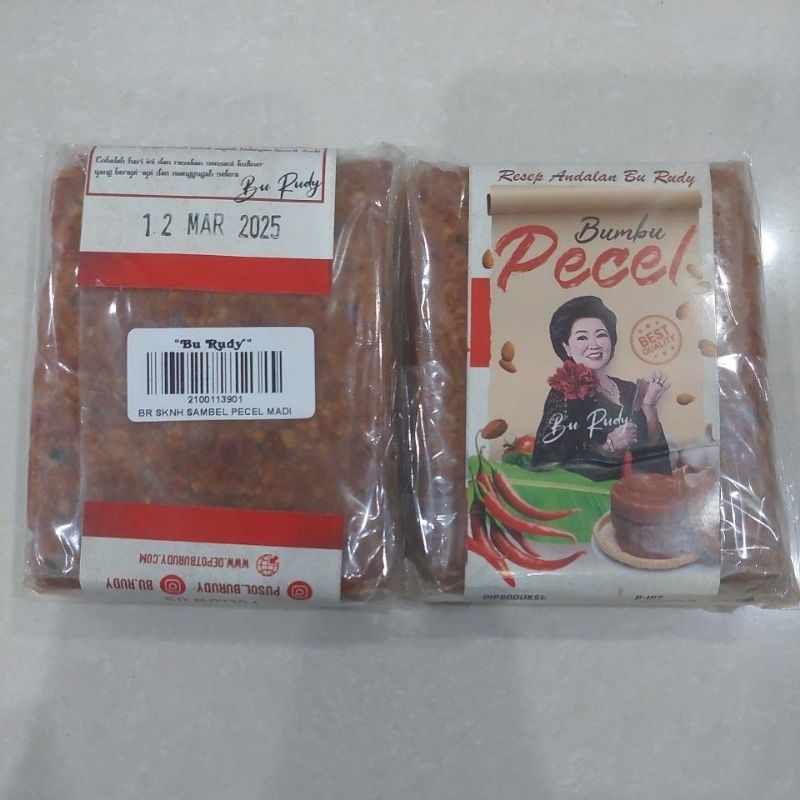 Cobalah hari ini dan rasakan sensasi kuliner
yang berapi-api dan menggugah selera
Bu Rudy
12 MAR 2025
"Bu Rudy"
2100113901
BR SKNH SAMBEL PECEL MADI
WWW.DEPOTBURUDY.COM
BU.RUDY
PUSOL.BURUDY
Resep Andalan Bu Rudy
Bumbu
Pecel
BEST
QUALITY
Bu Rudy
DIPRODUKSI:
P-IRT